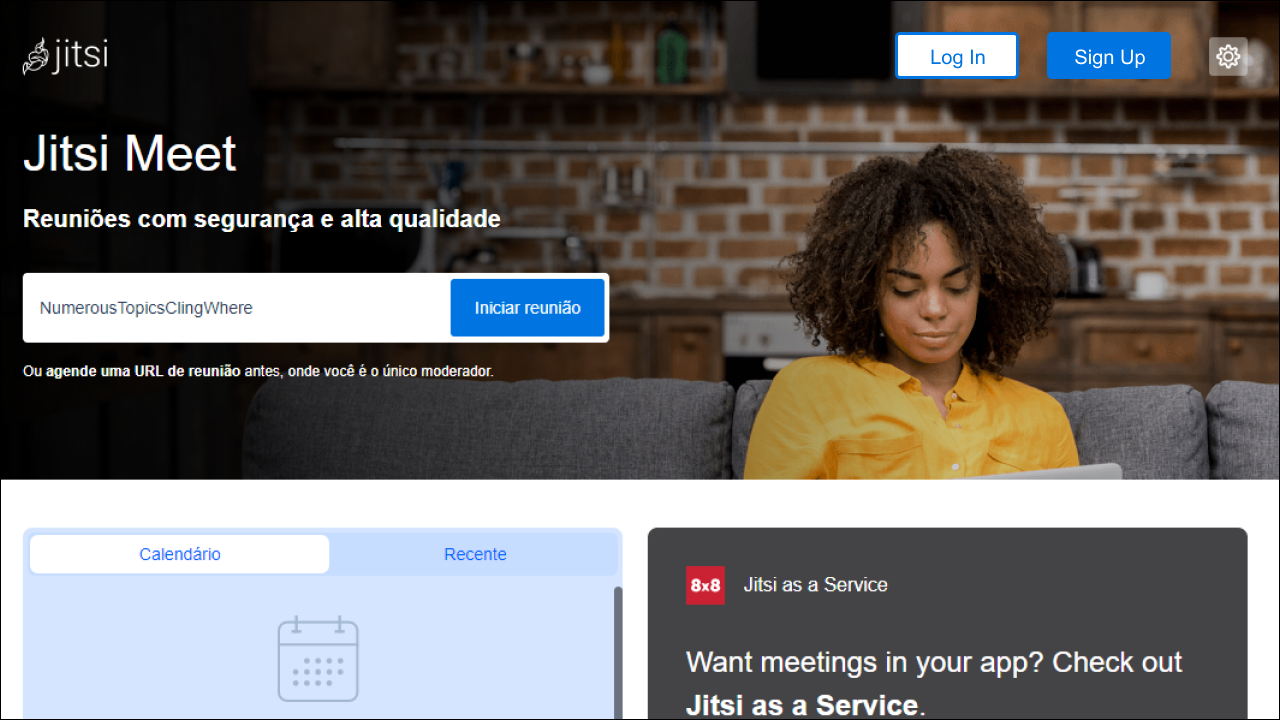 jitsi
Log In
Sign Up
Jitsi Meet
Reuniões com segurança e alta qualidade
NumerousTopicsClingWhere
Iniciar reunião
Ou agende uma URL de reunião antes, onde você é o único moderador.
Calendário
Recente
8x8
Jitsi as a Service
Want meetings in your app? Check out
Jitsi as a Service.